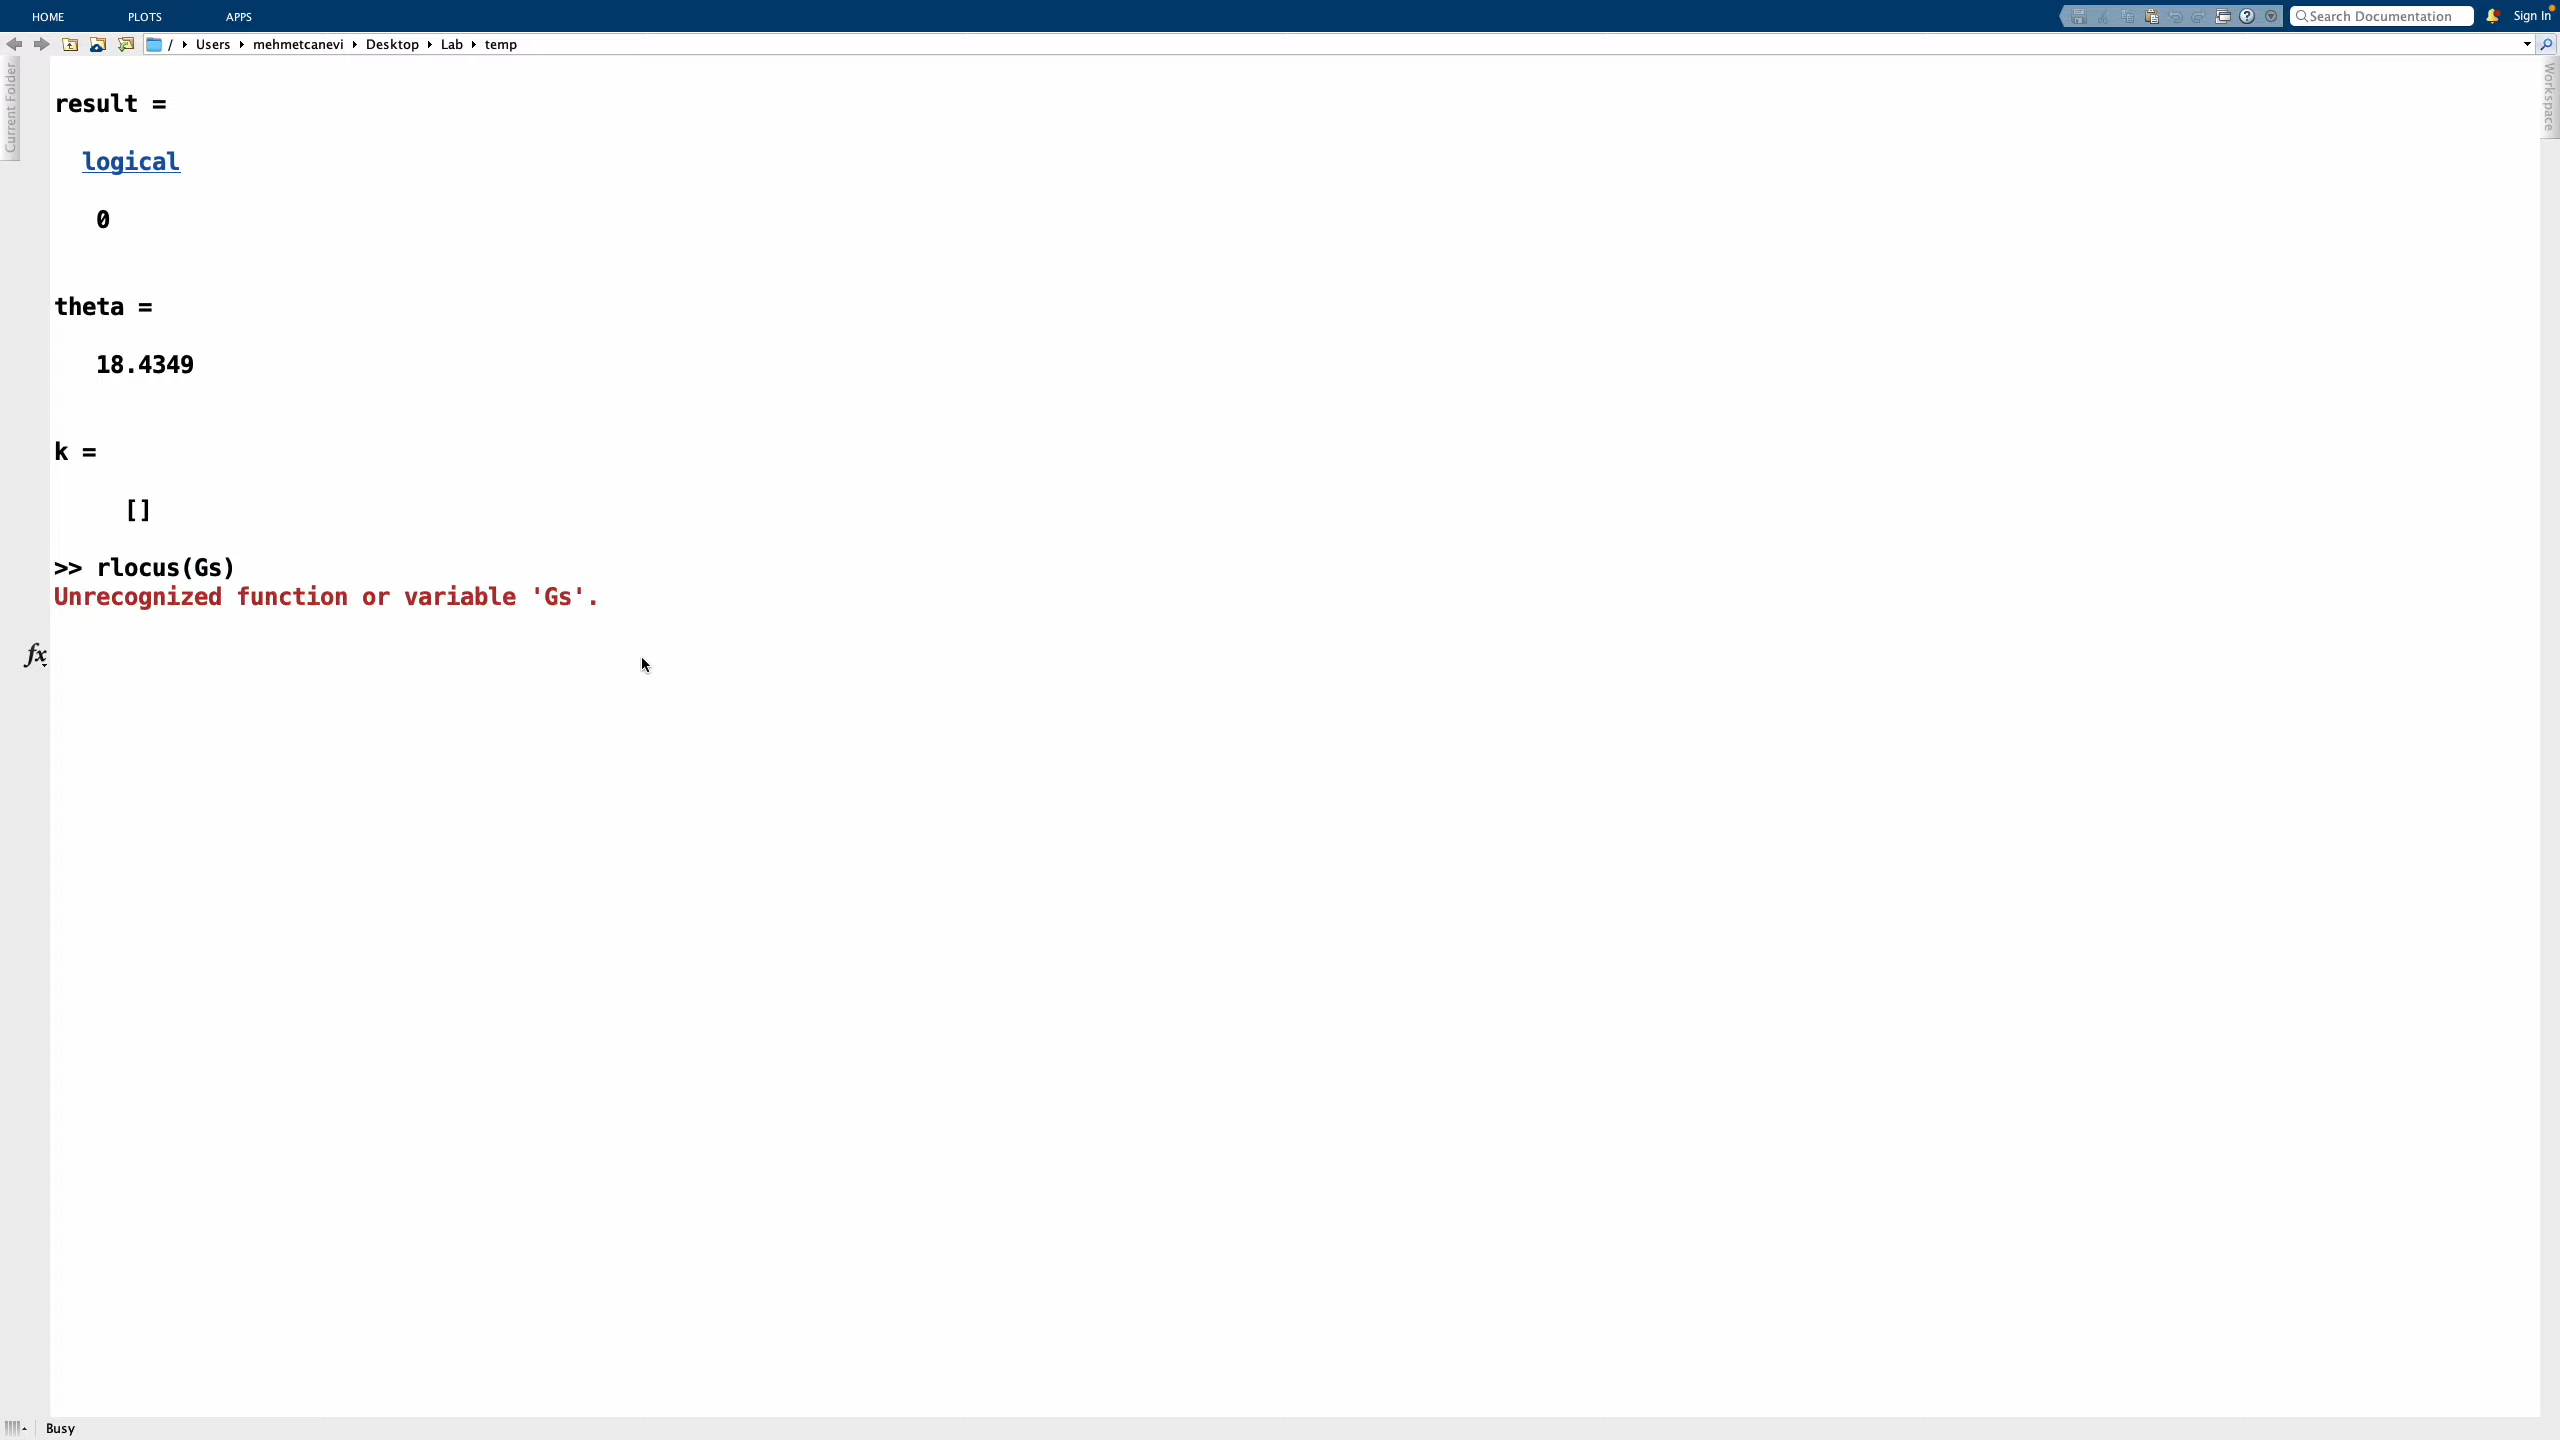 HOME PLOTS APPS Search Documentation Sign In
/ Users mehmetcanevi Desktop Lab temp
Current Folder
Workspace
result =
logical
0
theta =
18.4349
k =
[]
>> rlocus(Gs)
Unrecognized function or variable 'Gs'.
fx
Busy